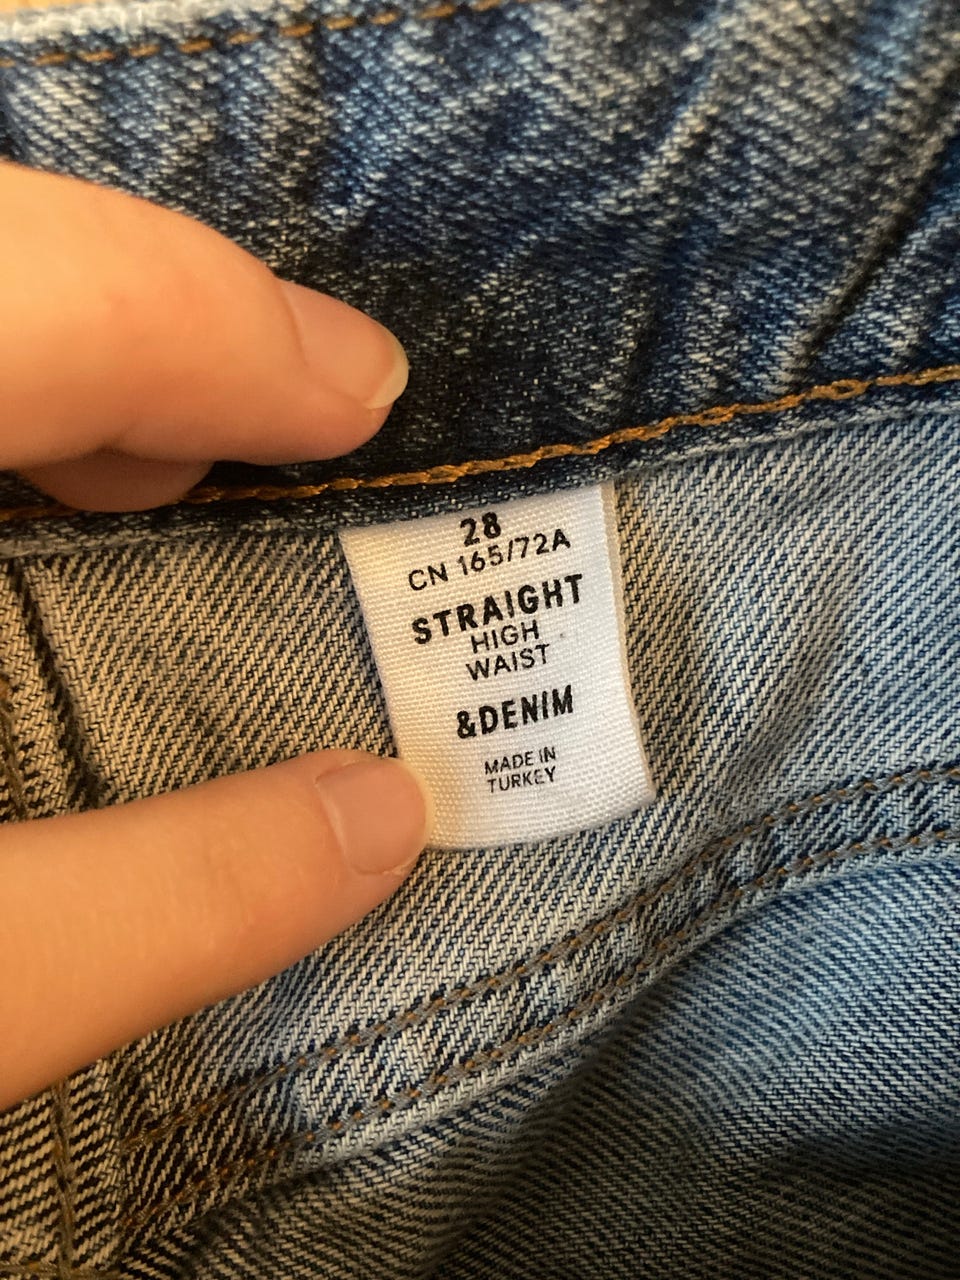 28
CN 165/72A
STRAIGHT
HIGH
WAIST
&DENIM
MADE IN
TURKEY